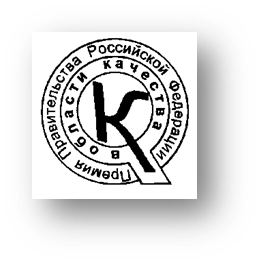 Премия Правительства Российской Федерации
в области качества
К